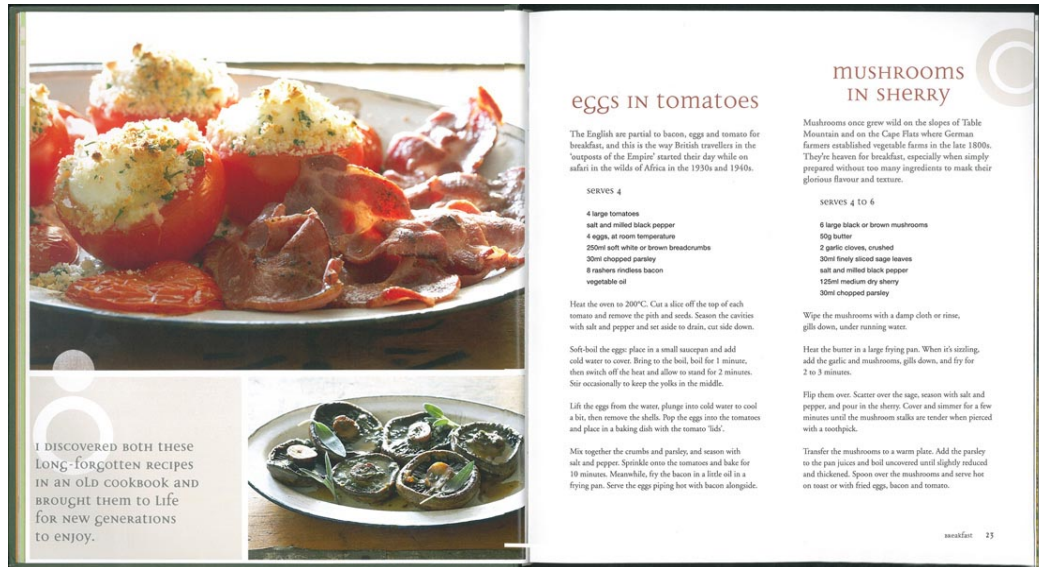 I DISCOVERED BOTH THESE
LONG-FORGOTTEN RECIPES
IN AN OLD COOKBOOK AND
BROUGHT THEM TO LIFE
FOR NEW GENERATIONS
TO ENJOY.
eggs in tomatoes
The English are partial to bacon, eggs and tomato for
breakfast, and this is the way British travellers in the
'outposts of the Empire' started their day while on
safari in the wilds of Africa in the 1930s and 1940s.
serves 4
4 large tomatoes
salt and milled black pepper
4 eggs, at room temperature
250ml soft white or brown breadcrumbs
30ml chopped parsley
8 rashers rindless bacon
vegetable oil
Heat the oven to 200°C. Cut a slice off the top of each
tomato and remove the pith and seeds. Season the cavities
with salt and pepper and set aside to drain, cut side down.
Soft-boil the eggs: place in a small saucepan and add
cold water to cover. Bring to the boil, boil for 1 minute,
then switch off the heat and allow to stand for 2 minutes.
Stir occasionally to keep the yolks in the middle.
Lift the eggs from the water, plunge into cold water to cool
a bit, then remove the shells. Pop the eggs into the tomatoes
and place in a baking dish with the tomato 'lids'.
Mix together the crumbs and parsley, and season with
salt and pepper. Sprinkle onto the tomatoes and bake for
10 minutes. Meanwhile, fry the bacon in a little oil in a
frying pan. Serve the eggs piping hot with bacon alongside.
mushrooms
in sherry
Mushrooms once grew wild on the slopes of Table
Mountain and on the Cape Flats where German
farmers established vegetable farms in the late 1800s.
They're heaven for breakfast, especially when simply
prepared without too many ingredients to mask their
glorious flavour and texture.
serves 4 to 6
6 large black or brown mushrooms
50g butter
2 garlic cloves, crushed
30ml finely sliced sage leaves
salt and milled black pepper
125ml medium dry sherry
30ml chopped parsley
Wipe the mushrooms with a damp cloth or rinse,
gills down, under running water.
Heat the butter in a large frying pan. When it's sizzling,
add the garlic and mushrooms, gills down, and fry for
2 to 3 minutes.
Flip them over. Scatter over the sage, season with salt and
pepper, and pour in the sherry. Cover and simmer for a few
minutes until the mushroom stalks are tender when pierced
with a toothpick.
Transfer the mushrooms to a warm plate. Add the parsley
to the pan juices and boil uncovered until slightly reduced
and thickened. Spoon over the mushrooms and serve hot
on toast or with fried eggs, bacon and tomato.
Breakfast 23